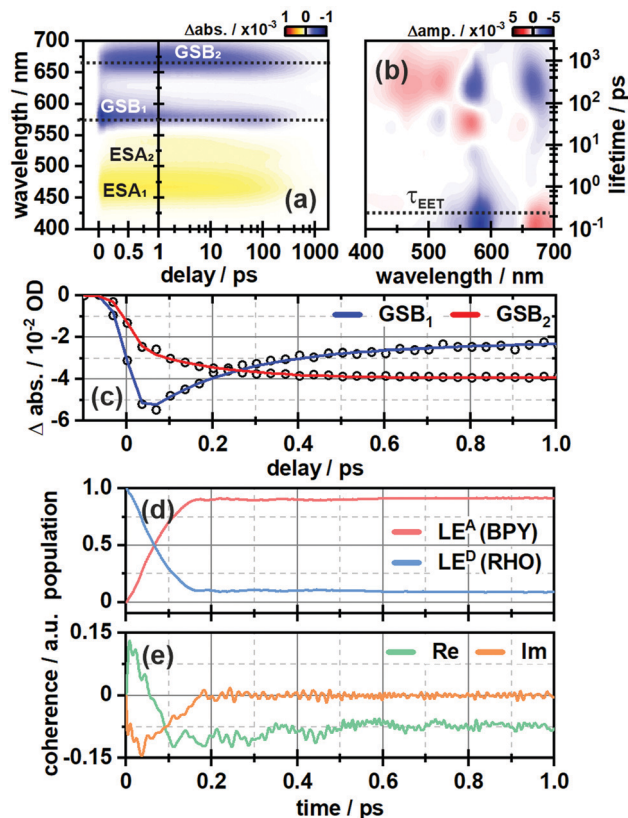 Δabs. / x10⁻³ 1 0 -1
Δamp. / x10⁻³ 5 0 -5
700
650
600
550
500
450
400
wavelength / nm
GSB₂
GSB₁
ESA₂
ESA₁
(a)
0 0.5 1 10 100 1000
delay / ps
(b)
τEET
10³
10²
10¹
10⁰
10⁻¹
lifetime / ps
400 500 600 700
wavelength / nm
0
-2
-4
-6
Δ abs. / 10⁻² OD
GSB₁ GSB₂
(c)
0 0.2 0.4 0.6 0.8 1.0
delay / ps
1.0
0.5
0
population
(d)
LEᴬ (BPY)
LEᴰ (RHO)
0.15
0
-0.15
coherence / a.u.
(e)
Re Im
0 0.2 0.4 0.6 0.8 1.0
time / ps